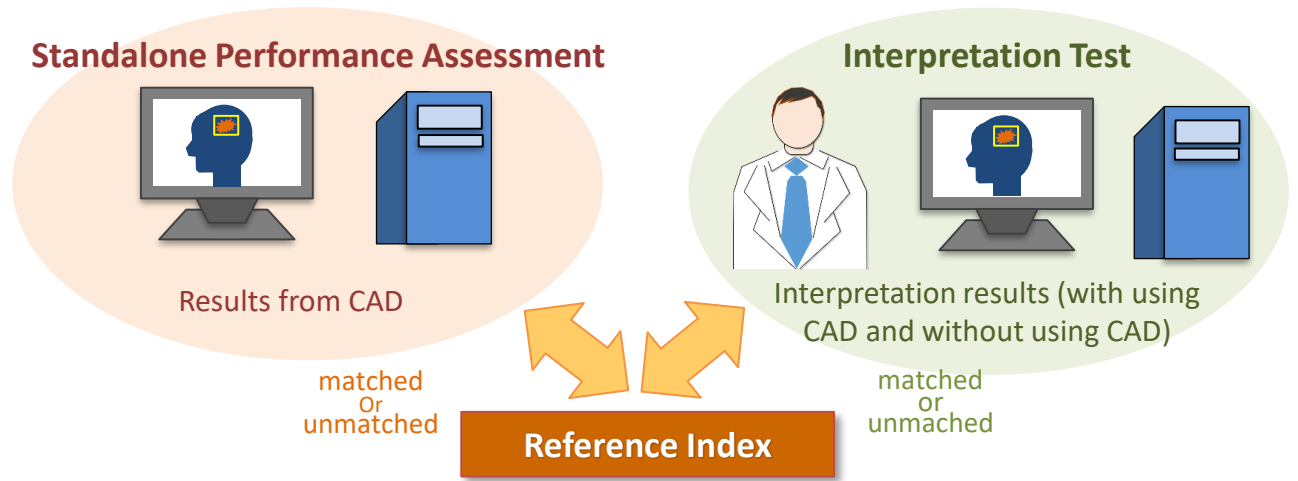 Standalone Performance Assessment
Results from CAD
matched
Or
unmatched
Interpretation Test
Interpretation results (with using
CAD and without using CAD)
matched
or
unmached
Reference Index